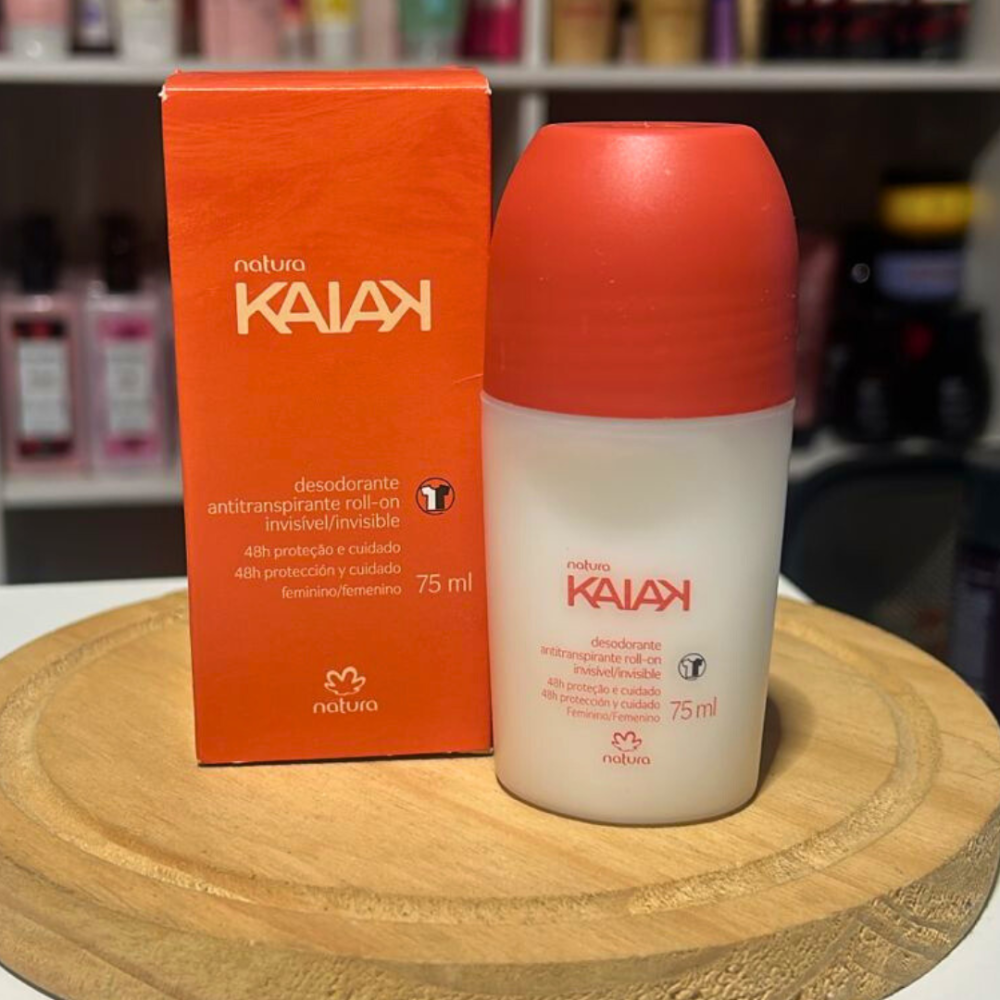 natura
KAIAK
desodorante
antitranspirante roll-on
invisível/invisible
48h proteção e cuidado
48h protección y cuidado
feminino/femenino
75 ml
natura
natura
KAIAK
desodorante
antitranspirante roll-on
invisível/invisible
48h proteção e cuidado
48h protección y cuidado
Feminino/Femenino
75 ml
natura